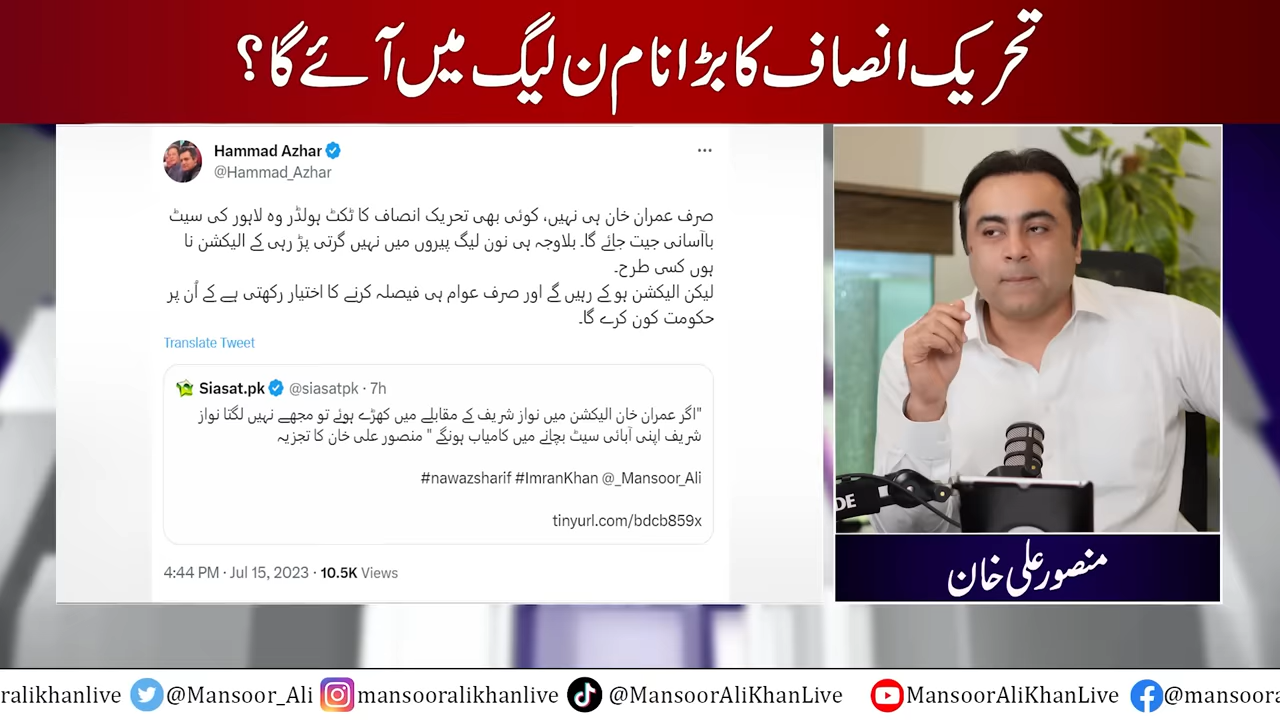 تحریک انصاف کا بڑا نام ن لیگ میں آئے گا؟
Hammad Azhar
@Hammad_Azhar
صرف عمران خان ہی نہیں، کوئی بھی تحریک انصاف کا ٹکٹ ہولڈر وہ لاہور کی سیٹ
باآسانی جیت جائے گا۔ بلاوجہ ہی نون لیگ پیروں میں نہیں گرتی پڑ رہی کے الیکشن نا
ہوں کسی طرح۔
لیکن الیکشن ہو کے رہیں گے اور صرف عوام ہی فیصلہ کرنے کا اختیار رکھتی ہے کے اُن پر
حکومت کون کرے گا۔
Translate Tweet
Siasat.pk @siasatpk · 7h
"اگر عمران خان الیکشن میں نواز شریف کے مقابلے میں کھڑے ہوئے تو مجھے نہیں لگتا نواز
شریف اپنی آبائی سیٹ بچانے میں کامیاب ہونگے " منصور علی خان کا تجزیہ
#nawazsharif #ImranKhan @_Mansoor_Ali
tinyurl.com/bdcb859x
4:44 PM · Jul 15, 2023 · 10.5K Views
DE
منصور علی خان
ralikhanlive @Mansoor_Ali mansooralikhanlive @MansoorAliKhanLive MansoorAliKhanLive @mansoora